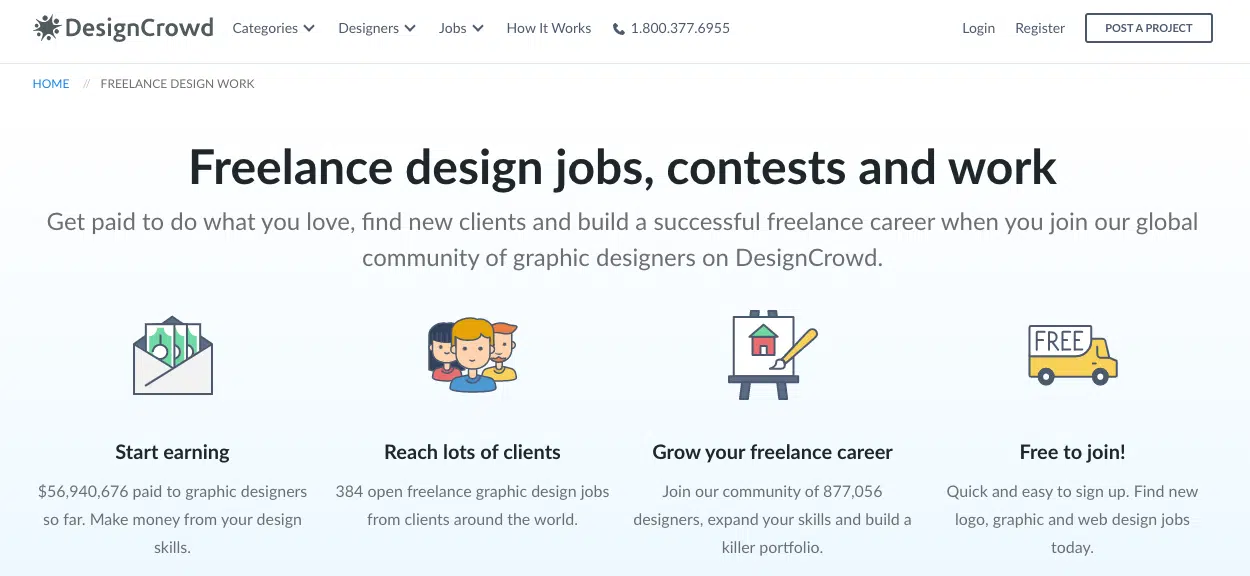 DesignCrowd Categories Designers Jobs How It Works 1.800.377.6955 Login Register POST A PROJECT
HOME // FREELANCE DESIGN WORK
Freelance design jobs, contests and work
Get paid to do what you love, find new clients and build a successful freelance career when you join our global
community of graphic designers on DesignCrowd.
FREE
Start earning
$56,940,676 paid to graphic designers
so far. Make money from your design
skills.
Reach lots of clients
384 open freelance graphic design jobs
from clients around the world.
Grow your freelance career
Join our community of 877,056
designers, expand your skills and build a
killer portfolio.
Free to join!
Quick and easy to sign up. Find new
logo, graphic and web design jobs
today.